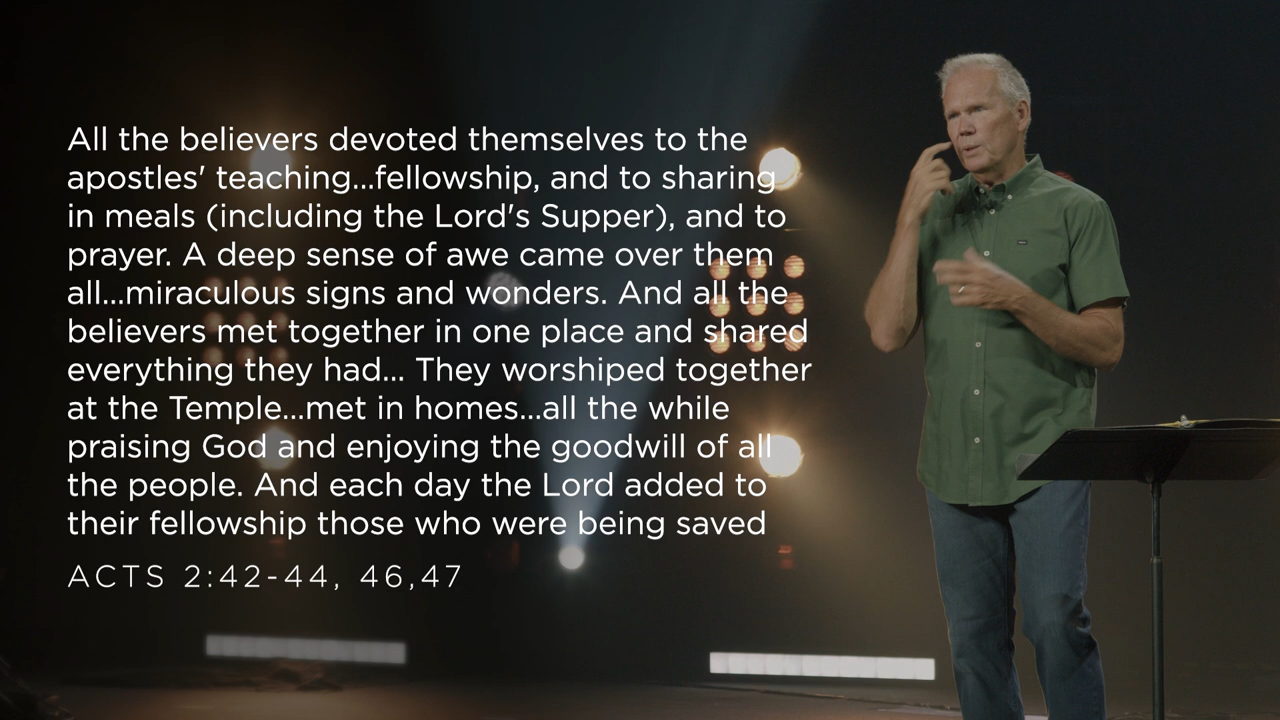 All the believers devoted themselves to the
apostles' teaching...fellowship, and to sharing
in meals (including the Lord's Supper), and to
prayer. A deep sense of awe came over them
all...miraculous signs and wonders. And all the
believers met together in one place and shared
everything they had... They worshiped together
at the Temple...met in homes...all the while
praising God and enjoying the goodwill of all
the people. And each day the Lord added to
their fellowship those who were being saved
ACTS 2:42-44, 46,47